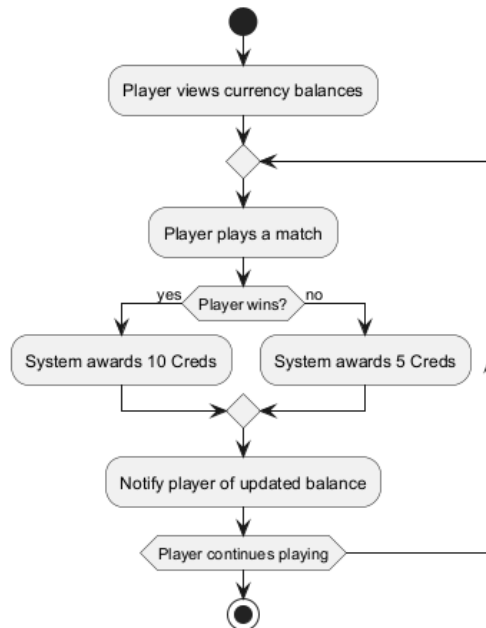 Player views currency balances
Player plays a match
yes
Player wins?
no
System awards 10 Creds
System awards 5 Creds
Notify player of updated balance
Player continues playing